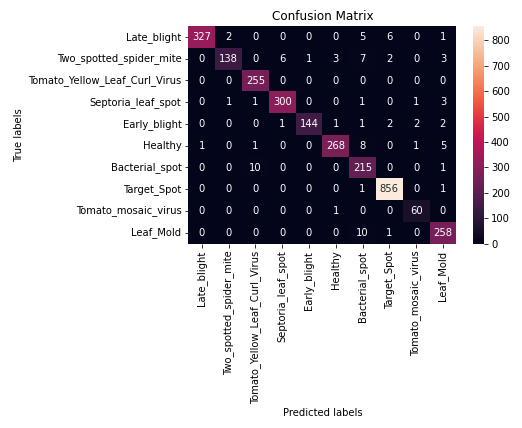 Confusion Matrix
True labels
Late_blight 327 2 0 0 0 0 5 6 0 1
Two_spotted_spider_mite 0 138 0 6 1 3 7 2 0 3
Tomato_Yellow_Leaf_Curl_Virus 0 0 255 0 0 0 0 0 0 0
Septoria_leaf_spot 0 1 1 300 0 0 1 0 1 3
Early_blight 0 0 0 1 144 1 1 2 2 2
Healthy 1 0 1 0 0 268 8 0 1 5
Bacterial_spot 0 0 10 0 0 0 215 0 0 1
Target_Spot 0 0 0 0 0 0 1 856 0 1
Tomato_mosaic_virus 0 0 0 0 0 1 0 0 60 0
Leaf_Mold 0 0 0 0 0 0 10 1 0 258
Late_blight
Two_spotted_spider_mite
Tomato_Yellow_Leaf_Curl_Virus
Septoria_leaf_spot
Early_blight
Healthy
Bacterial_spot
Target_Spot
Tomato_mosaic_virus
Leaf_Mold
Predicted labels
800
700
600
500
400
300
200
100
0